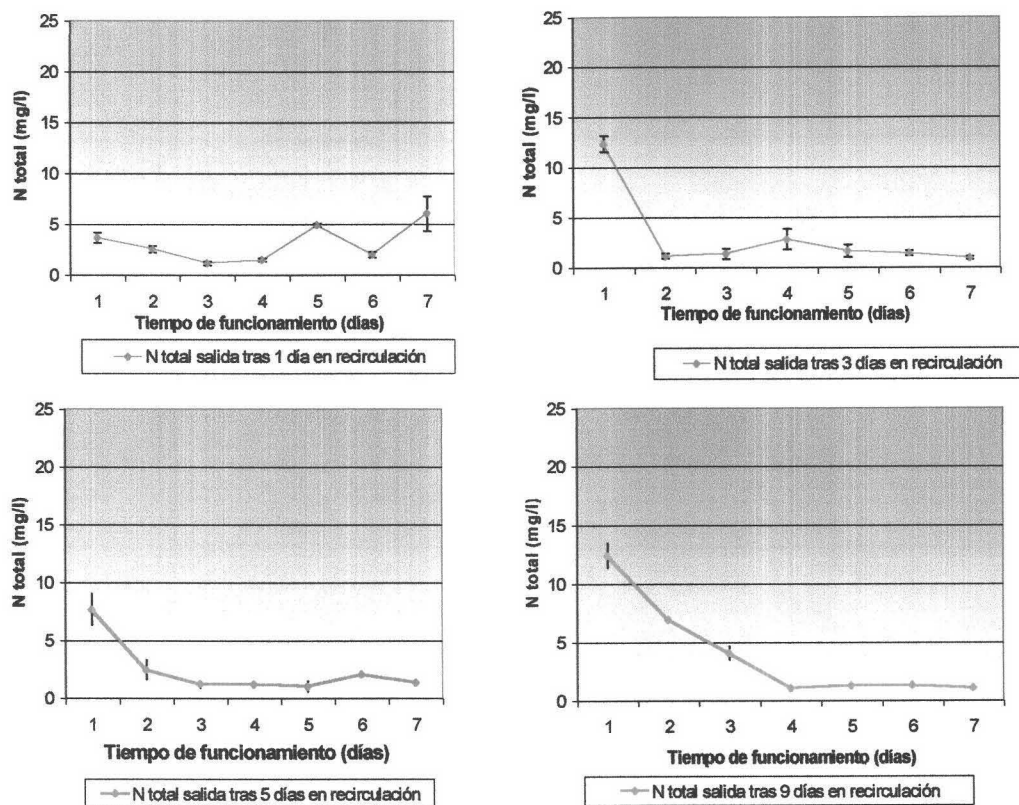 25
20
15
10
5
0
N total (mg/l)
1 2 3 4 5 6 7
Tiempo de funcionamiento (días)
N total salida tras 1 día en recirculación
25
20
15
10
5
0
N total (mg/l)
1 2 3 4 5 6 7
Tiempo de funcionamiento (días)
N total salida tras 3 días en recirculación
25
20
15
10
5
0
N total (mg/l)
1 2 3 4 5 6 7
Tiempo de funcionamiento (días)
N total salida tras 5 días en recirculación
25
20
15
10
5
0
N total (mg/l)
1 2 3 4 5 6 7
Tiempo de funcionamiento (días)
N total salida tras 9 días en recirculación